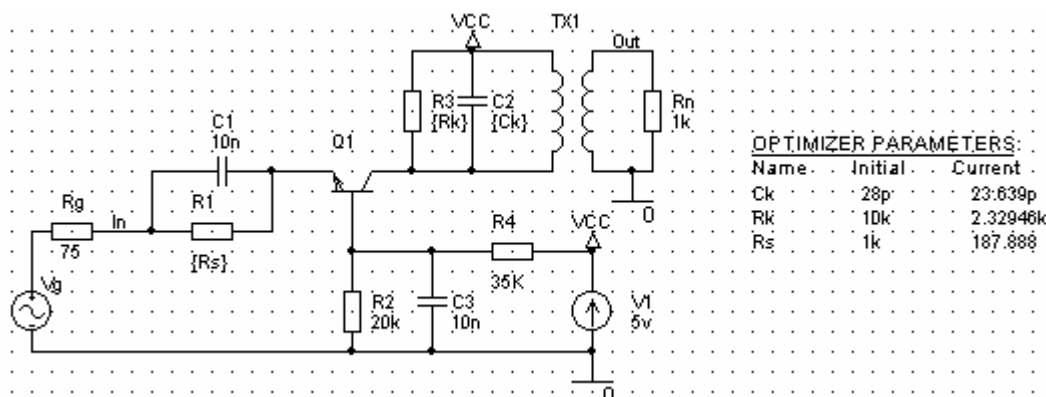 VCC
TX1
Out
R3
{Rk}
C2
{Ck}
Rn
1k
C1
10n
Q1
OPTIMIZER PARAMETERS:
Name Initial Current
Ck 28p 23.639p
Rk 10k 2.32946k
Rs 1k 187.888
0
Rg
75
In
R1
{Rs}
R4
35K
VCC
Vg
R2
20k
C3
10n
V1
5v
0